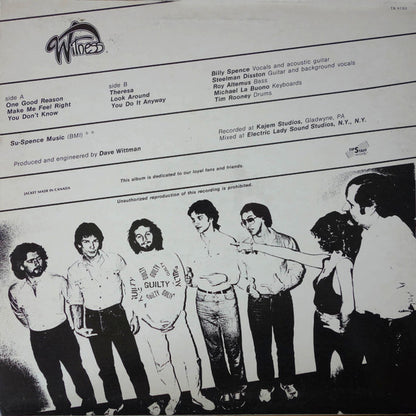 TR 6193
Witness
side A
One Good Reason
Make Me Feel Right
You Don't Know
side B
Theresa
Look Around
You Do It Anyway
Billy Spence Vocals and acoustic guitar
Steelman Disston Guitar and background vocals
Roy Altemus Bass
Michael La Buono Keyboards
Tim Rooney Drums
Su-Spence Music (BMI)
Produced and engineered by Dave Wittman
Recorded at Kajem Studios, Gladwyne, PA
Mixed at Electric Lady Sound Studios, N.Y., N.Y.
This album is dedicated to our loyal fans and friends.
JACKET MADE IN CANADA
Unauthorized reproduction of this recording is prohibited.
GUILTY